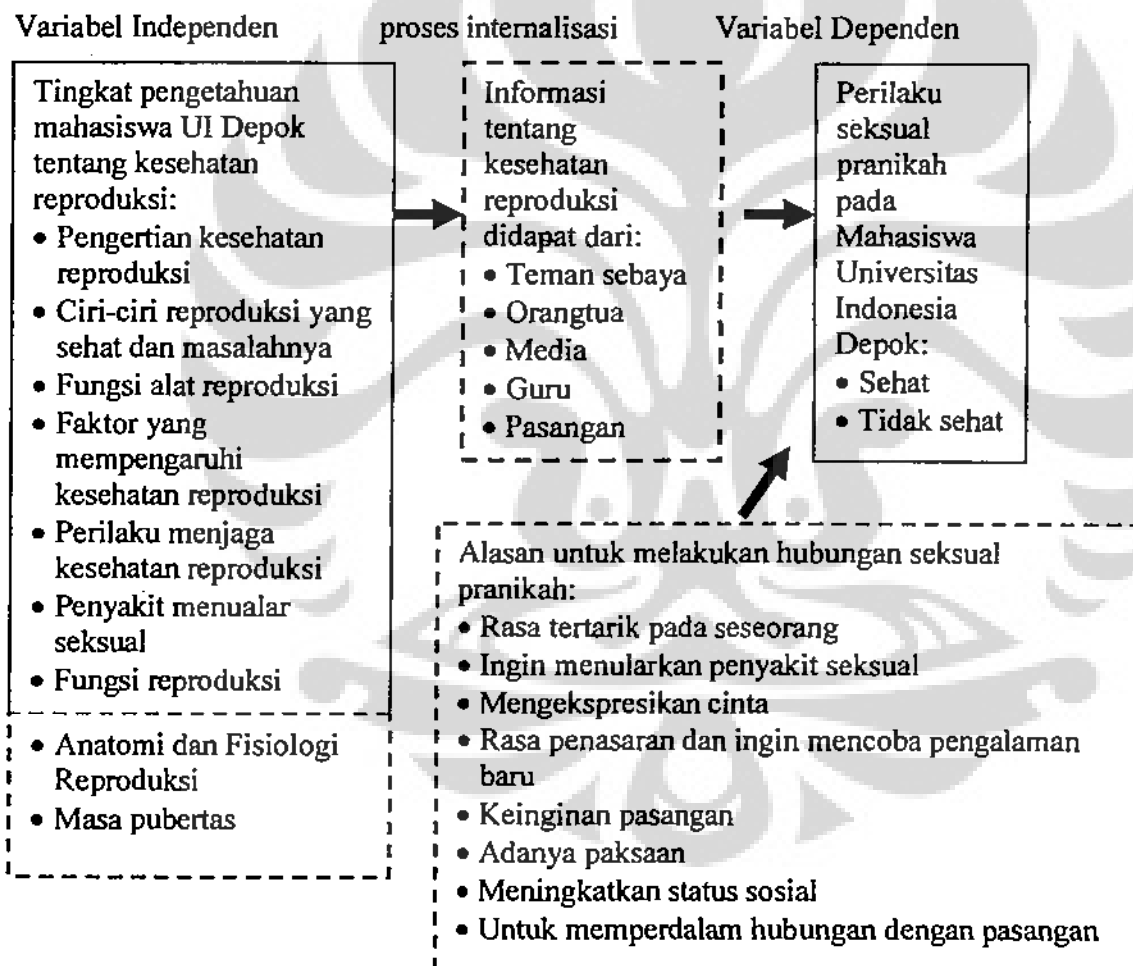 Variabel Independen
proses internalisasi
Variabel Dependen
Tingkat pengetahuan
mahasiswa UI Depok
tentang kesehatan
reproduksi:
• Pengertian kesehatan
reproduksi
• Ciri-ciri reproduksi yang
sehat dan masalahnya
• Fungsi alat reproduksi
• Faktor yang
mempengaruhi
kesehatan reproduksi
• Perilaku menjaga
kesehatan reproduksi
• Penyakit menualar
seksual
• Fungsi reproduksi
• Anatomi dan Fisiologi
Reproduksi
• Masa pubertas
Informasi
tentang
kesehatan
reproduksi
didapat dari:
• Teman sebaya
• Orangtua
• Media
• Guru
• Pasangan
Perilaku
seksual
pranikah
pada
Mahasiswa
Universitas
Indonesia
Depok:
• Sehat
• Tidak sehat
Alasan untuk melakukan hubungan seksual
pranikah:
• Rasa tertarik pada seseorang
• Ingin menularkan penyakit seksual
• Mengekspresikan cinta
• Rasa penasaran dan ingin mencoba pengalaman
baru
• Keinginan pasangan
• Adanya paksaan
• Meningkatkan status sosial
• Untuk memperdalam hubungan dengan pasangan